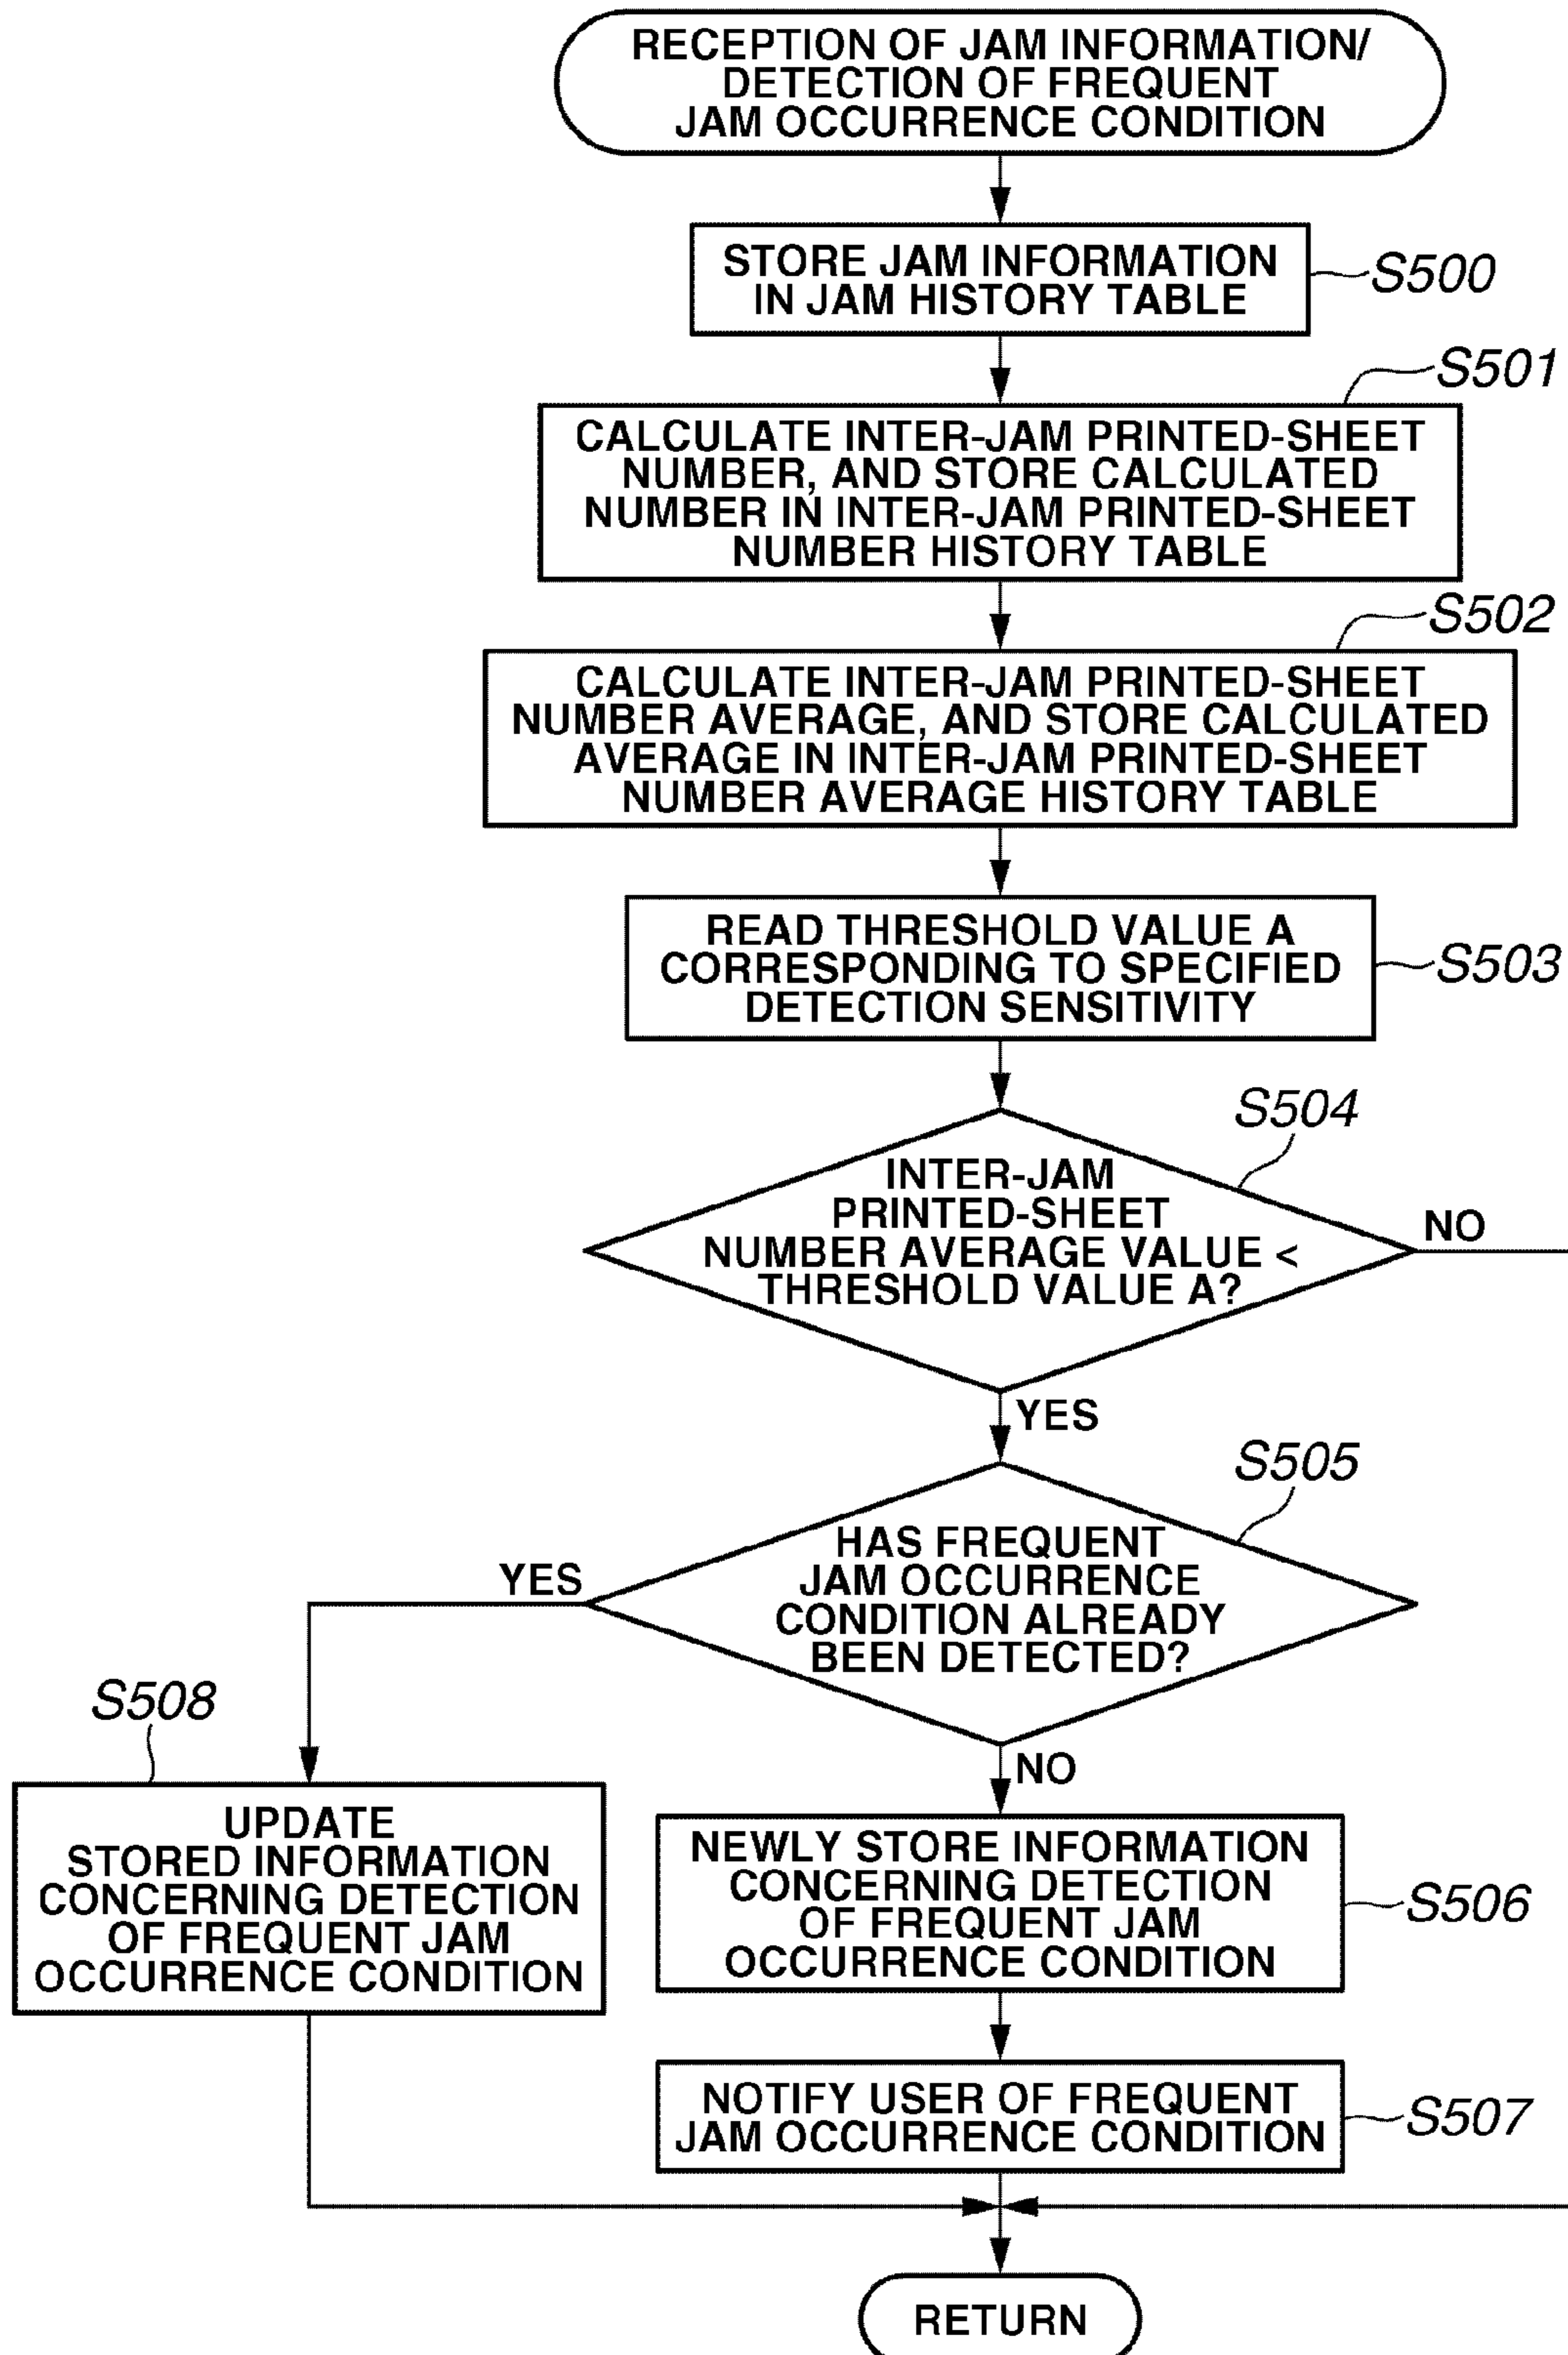 RECEPTION OF JAM INFORMATION/
DETECTION OF FREQUENT
JAM OCCURRENCE CONDITION
STORE JAM INFORMATION
IN JAM HISTORY TABLE
S500
S501
CALCULATE INTER-JAM PRINTED-SHEET
NUMBER, AND STORE CALCULATED
NUMBER IN INTER-JAM PRINTED-SHEET
NUMBER HISTORY TABLE
S502
CALCULATE INTER-JAM PRINTED-SHEET
NUMBER AVERAGE, AND STORE CALCULATED
AVERAGE IN INTER-JAM PRINTED-SHEET
NUMBER AVERAGE HISTORY TABLE
READ THRESHOLD VALUE A
CORRESPONDING TO SPECIFIED
DETECTION SENSITIVITY
S503
S504
INTER-JAM
PRINTED-SHEET
NUMBER AVERAGE VALUE <
THRESHOLD VALUE A?
NO
YES
S505
HAS FREQUENT
JAM OCCURRENCE
CONDITION ALREADY
BEEN DETECTED?
YES
NO
S508
UPDATE
STORED INFORMATION
CONCERNING DETECTION
OF FREQUENT JAM
OCCURRENCE CONDITION
NEWLY STORE INFORMATION
CONCERNING DETECTION
OF FREQUENT JAM
OCCURRENCE CONDITION
S506
NOTIFY USER OF FREQUENT
JAM OCCURRENCE CONDITION
S507
RETURN